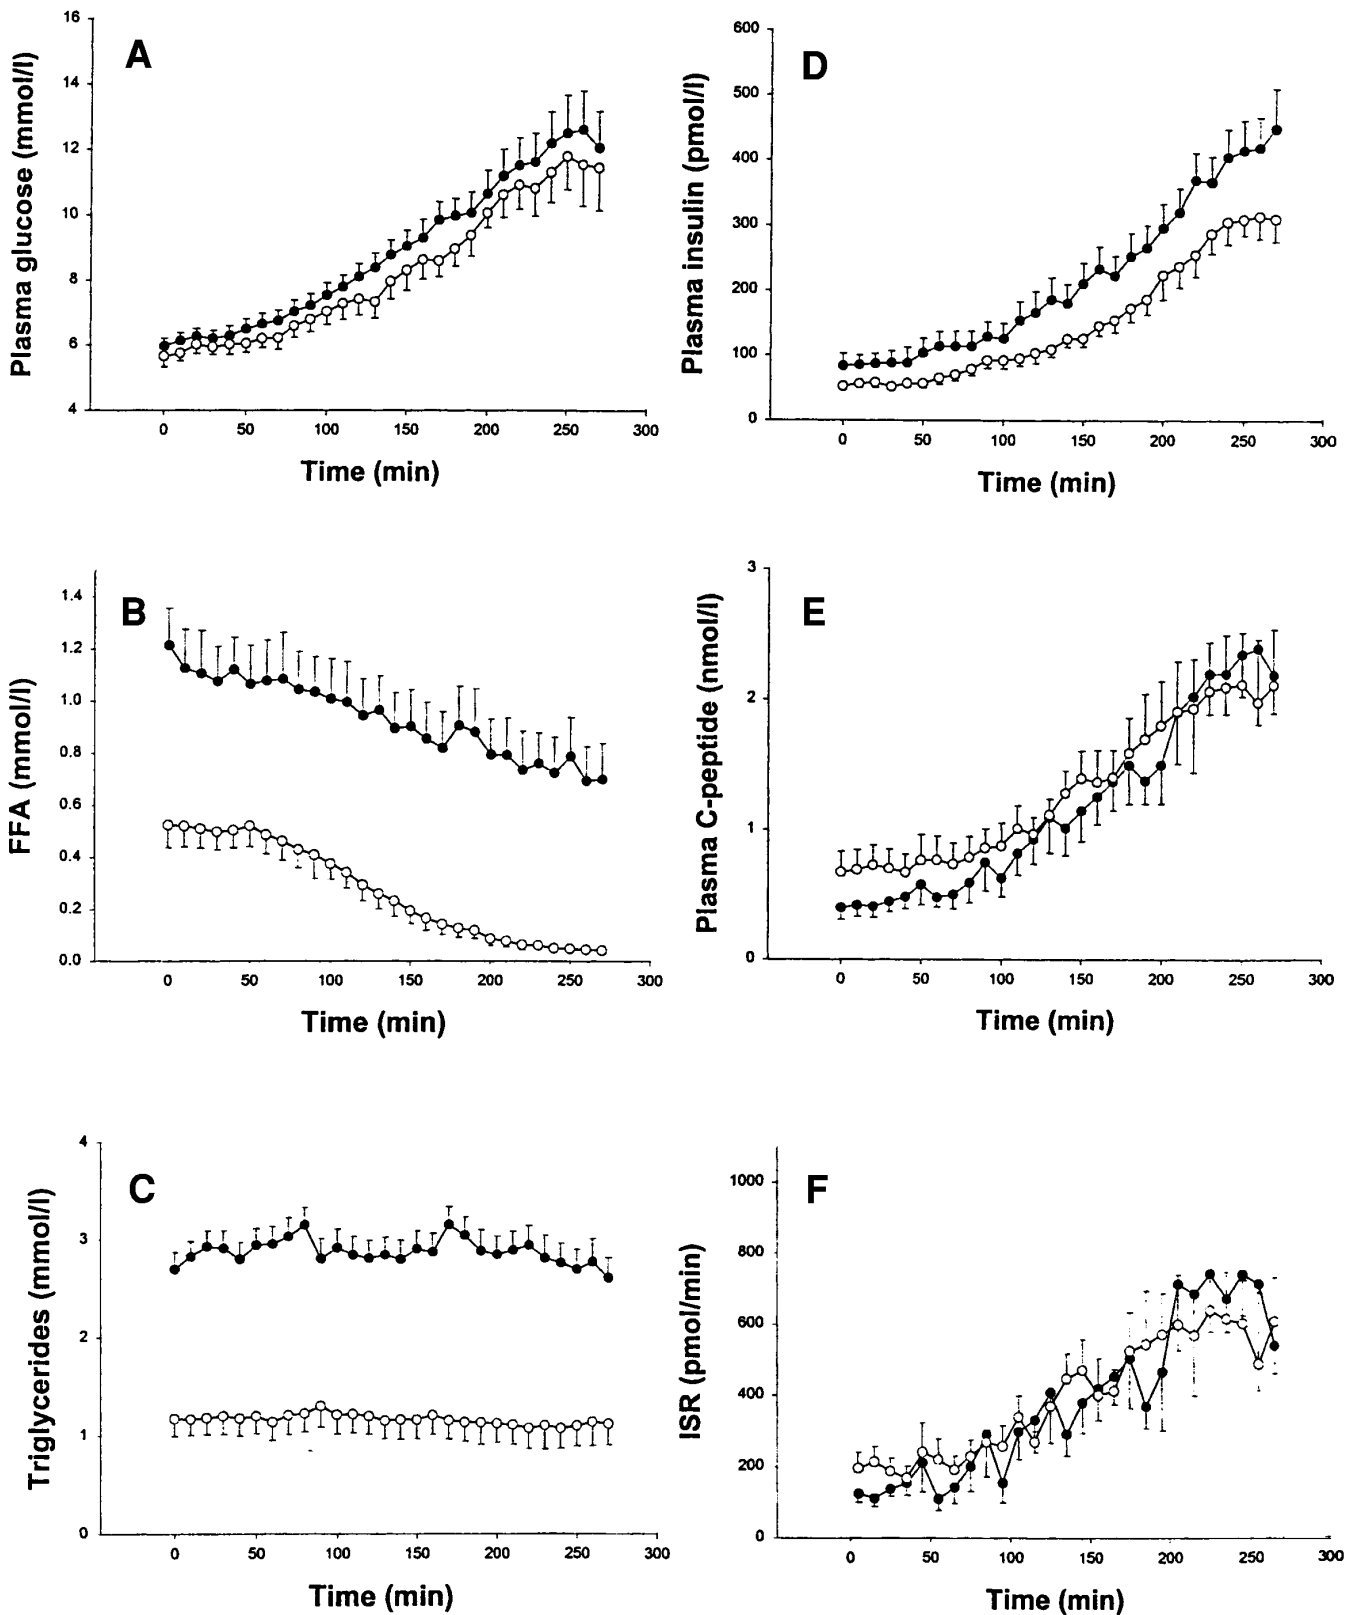 A
Plasma glucose (mmol/l)
16
14
12
10
8
6
4
0 50 100 150 200 250 300
Time (min)
D
Plasma insulin (pmol/l)
600
500
400
300
200
100
0
0 50 100 150 200 250 300
Time (min)
B
FFA (mmol/l)
1.4
1.2
1.0
0.8
0.6
0.4
0.2
0.0
0 50 100 150 200 250 300
Time (min)
E
Plasma C-peptide (nmol/l)
3
2
1
0
0 50 100 150 200 250 300
Time (min)
C
Triglycerides (mmol/l)
4
3
2
1
0
0 50 100 150 200 250 300
Time (min)
F
ISR (pmol/min)
1000
800
600
400
200
0
0 50 100 150 200 250 300
Time (min)